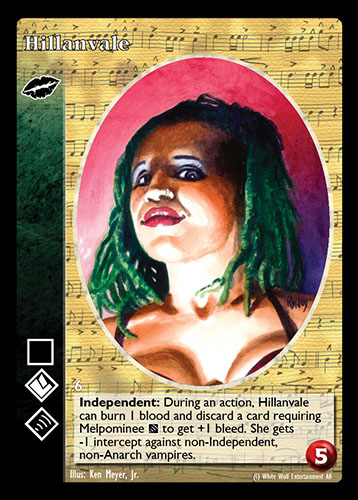 Hillanvale
6
Independent: During an action, Hillanvale
can burn 1 blood and discard a card requiring
Melpominee to get +1 bleed. She gets
-1 intercept against non-Independent,
non-Anarch vampires.
5
Illus: Ken Meyer, Jr.
(C) White Wolf Entertainment AB